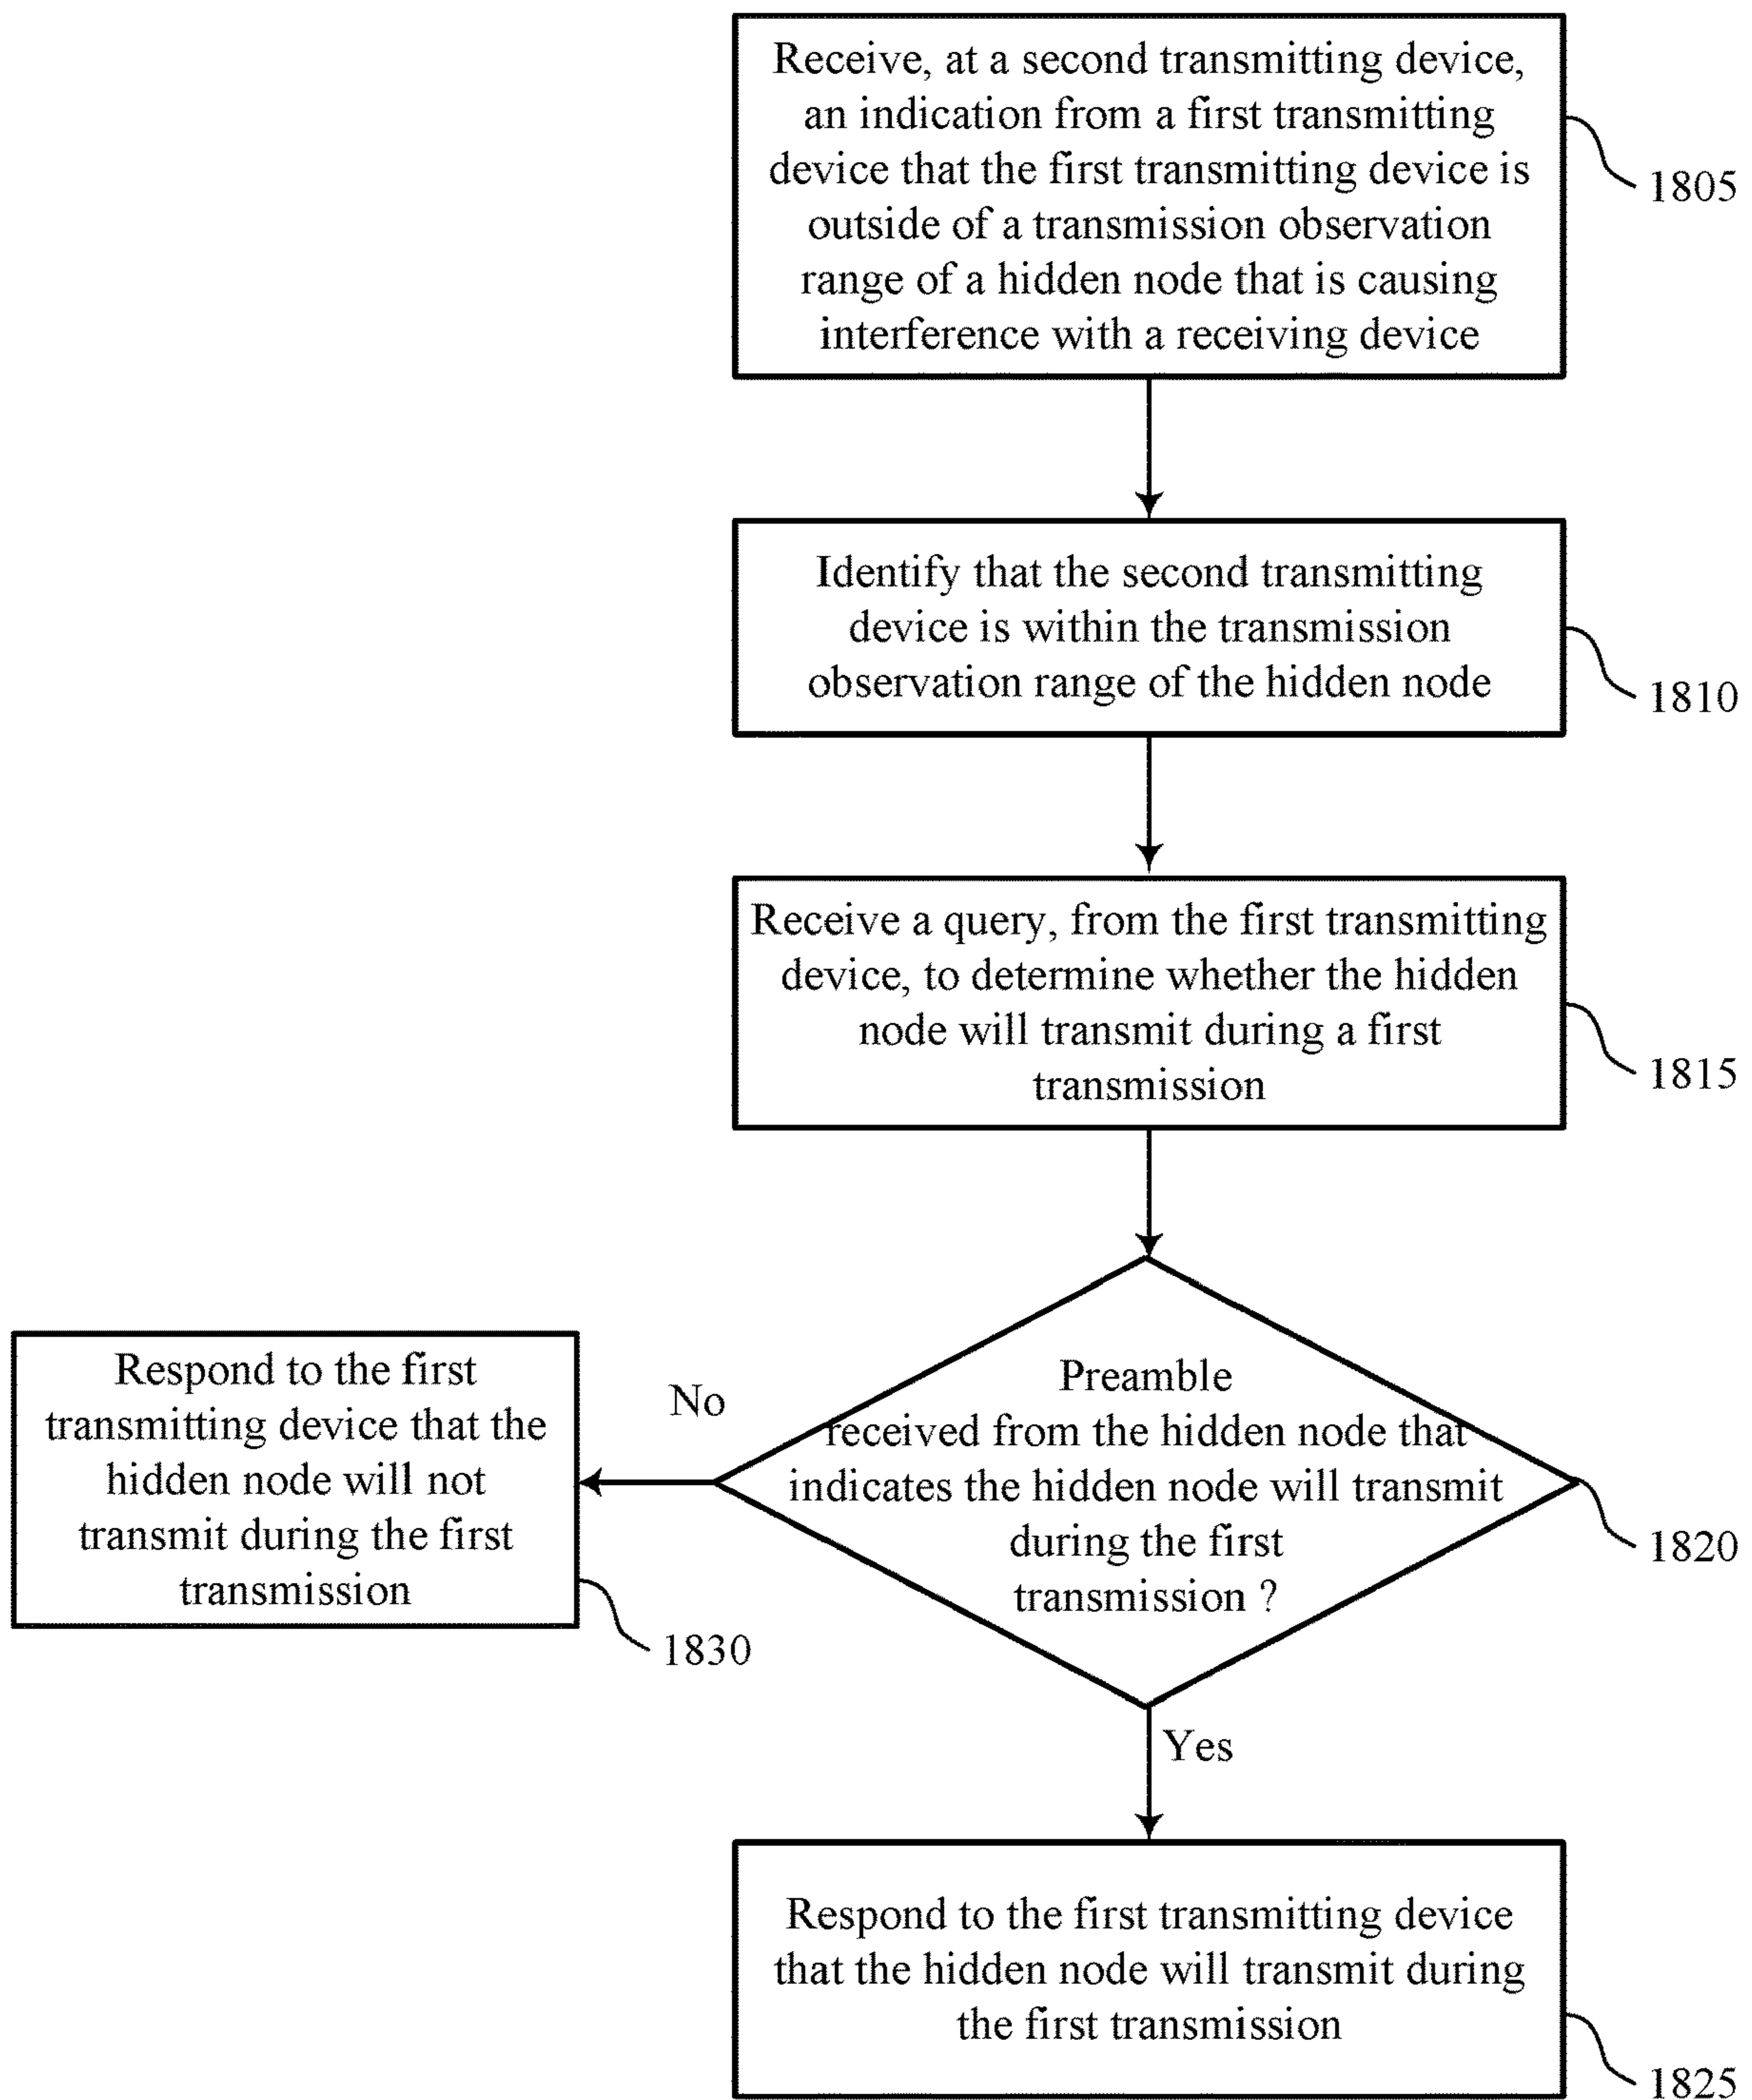 Receive, at a second transmitting device,
an indication from a first transmitting
device that the first transmitting device is
outside of a transmission observation
range of a hidden node that is causing
interference with a receiving device
1805
Identify that the second transmitting
device is within the transmission
observation range of the hidden node
1810
Receive a query, from the first transmitting
device, to determine whether the hidden
node will transmit during a first
transmission
1815
Preamble
received from the hidden node that
indicates the hidden node will transmit
during the first
transmission ?
1820
No
Respond to the first
transmitting device that the
hidden node will not
transmit during the first
transmission
1830
Yes
Respond to the first transmitting device
that the hidden node will transmit during
the first transmission
1825